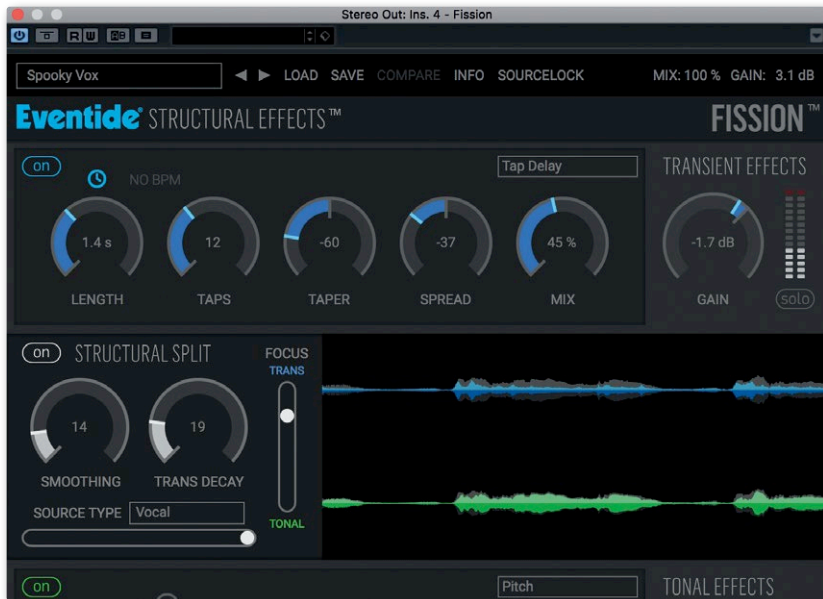 Stereo Out: Ins. 4 - Fission
R W AB
Spooky Vox LOAD SAVE COMPARE INFO SOURCELOCK MIX: 100 % GAIN: 3.1 dB
Eventide® STRUCTURAL EFFECTS™ FISSION™
on Tap Delay TRANSIENT EFFECTS
NO BPM
1.4 s 12 -60 -37 45 % -1.7 dB
LENGTH TAPS TAPER SPREAD MIX GAIN solo
on STRUCTURAL SPLIT FOCUS
TRANS
14 19
SMOOTHING TRANS DECAY
SOURCE TYPE Vocal
TONAL
on Pitch TONAL EFFECTS